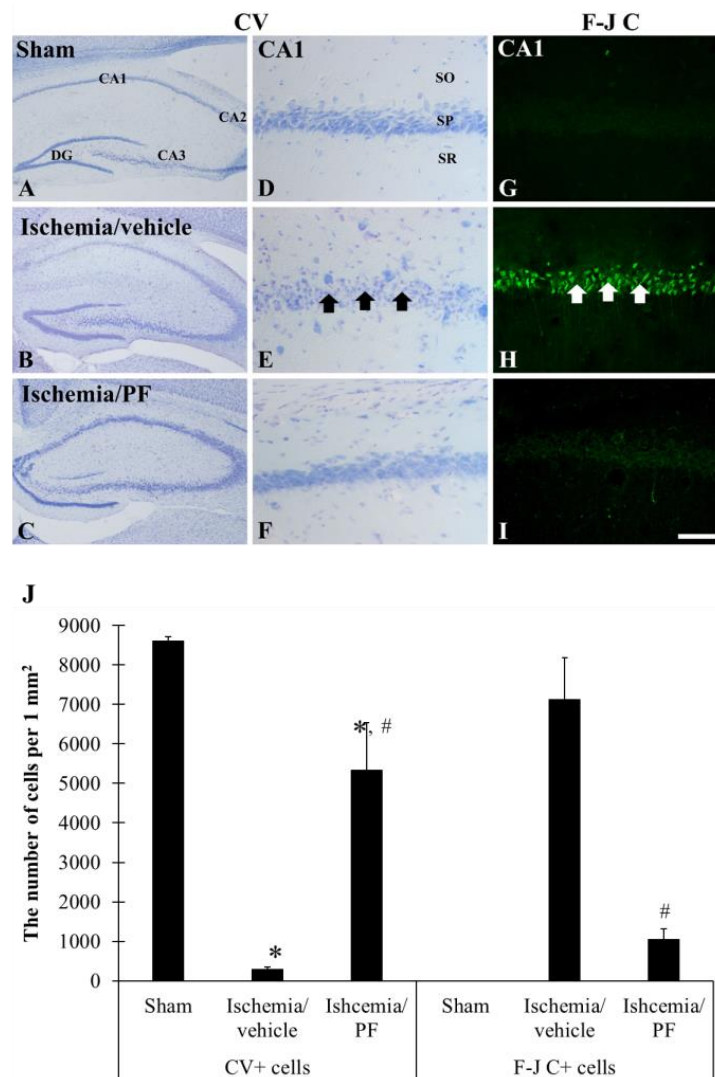 CV F-J C
Sham CA1 CA1
CA1 SO
CA2 SP
DG CA3 SR
A D G
Ischemia/vehicle
B E H
Ischemia/PF
C F I
J
The number of cells per 1 mm²
9000
8000
7000
6000
5000
4000
3000
2000
1000
0
*
*, #
#
Sham Ischemia/ Ishcemia/ Sham Ischemia/ Ishcemia/
vehicle PF vehicle PF
CV+ cells F-J C+ cells